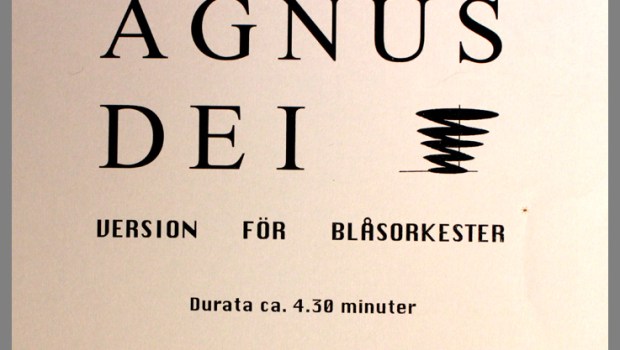 AGNUS
DEI
VERSION FÖR BLÅSORKESTER
Durata ca. 4.30 minuter